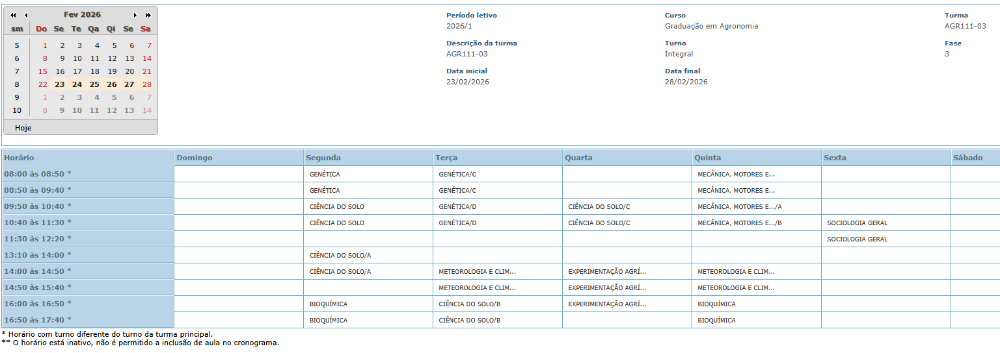 Fev 2026
sm Do Se Te Qa Qi Se Sa
5 1 2 3 4 5 6 7
6 8 9 10 11 12 13 14
7 15 16 17 18 19 20 21
8 22 23 24 25 26 27 28
9 1 2 3 4 5 6 7
10 8 9 10 11 12 13 14
Hoje
Período letivo Curso Turma
2026/1 Graduação em Agronomia AGR111-03
Descrição da turma Turno Fase
AGR111-03 Integral 3
Data inicial Data final
23/02/2026 28/02/2026
Horário Domingo Segunda Terça Quarta Quinta Sexta Sábado
08:00 às 08:50 * GENÉTICA GENÉTICA/C MECÂNICA, MOTORES E...
08:50 às 09:40 * GENÉTICA GENÉTICA/C MECÂNICA, MOTORES E...
09:50 às 10:40 * CIÊNCIA DO SOLO GENÉTICA/D CIÊNCIA DO SOLO/C MECÂNICA, MOTORES E.../A
10:40 às 11:30 * CIÊNCIA DO SOLO GENÉTICA/D CIÊNCIA DO SOLO/C MECÂNICA, MOTORES E.../B SOCIOLOGIA GERAL
11:30 às 12:20 * SOCIOLOGIA GERAL
13:10 às 14:00 * CIÊNCIA DO SOLO/A
14:00 às 14:50 * CIÊNCIA DO SOLO/A METEOROLOGIA E CLIM... EXPERIMENTAÇÃO AGRÍ... METEOROLOGIA E CLIM...
14:50 às 15:40 * METEOROLOGIA E CLIM... EXPERIMENTAÇÃO AGRÍ... METEOROLOGIA E CLIM...
16:00 às 16:50 * BIOQUÍMICA CIÊNCIA DO SOLO/B EXPERIMENTAÇÃO AGRÍ... BIOQUÍMICA
16:50 às 17:40 * BIOQUÍMICA CIÊNCIA DO SOLO/B BIOQUÍMICA
* Horário com turno diferente do turno da turma principal.
** O horário está inativo, não é permitido a inclusão de aula no cronograma.